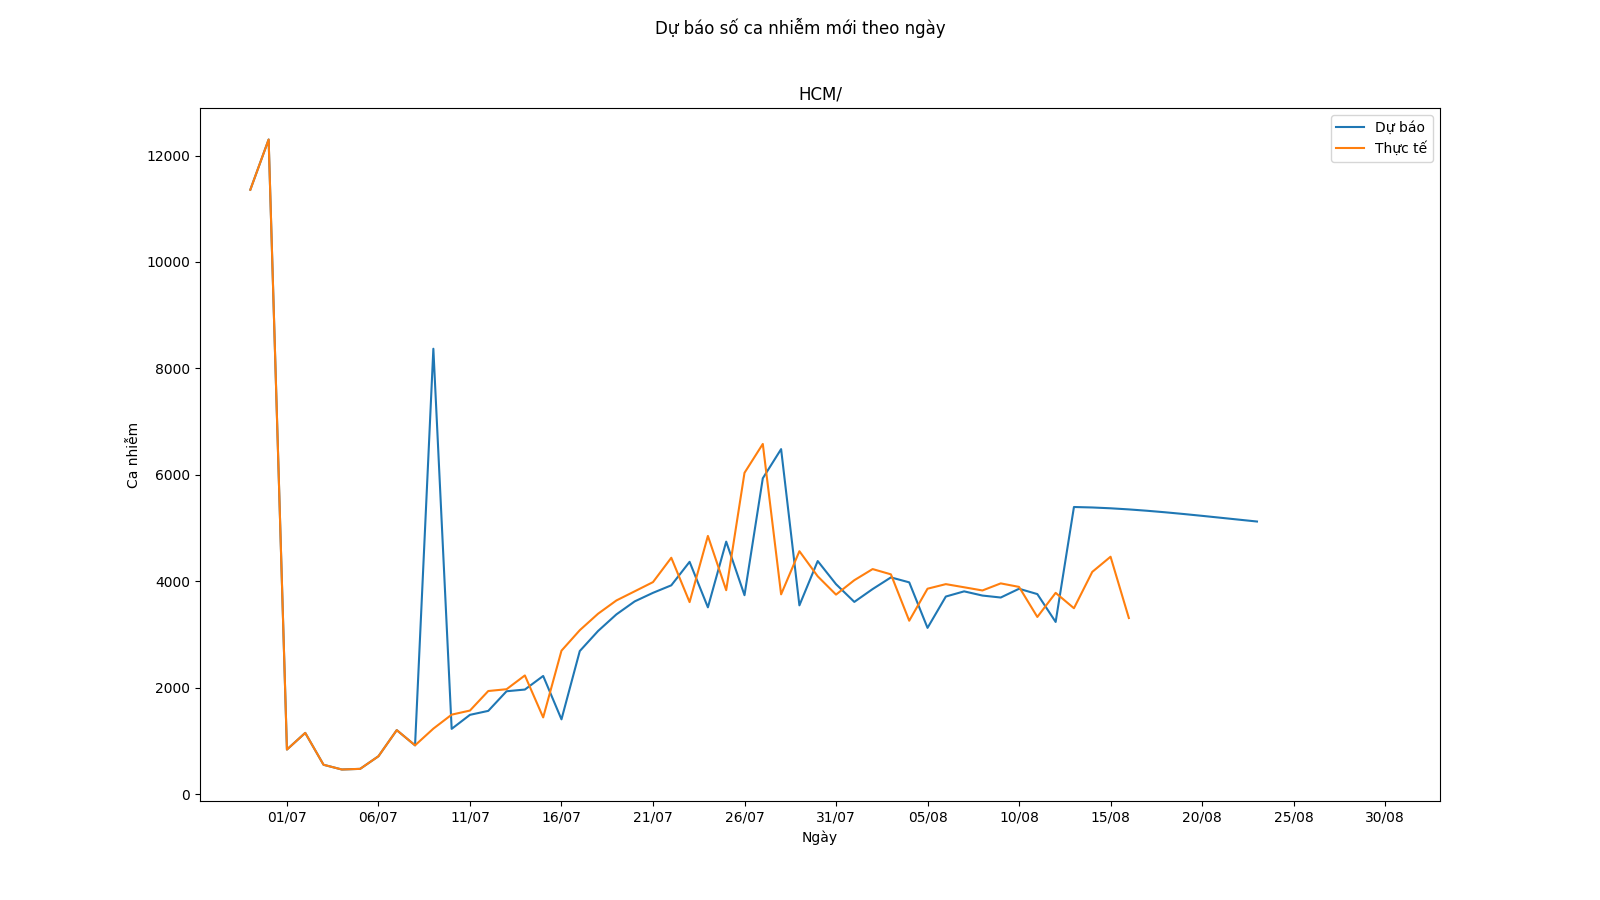 Dự báo số ca nhiễm mới theo ngày
HCM/
Dự báo
Thực tế
12000
10000
8000
6000
4000
2000
0
Ca nhiễm
01/07 06/07 11/07 16/07 21/07 26/07 31/07 05/08 10/08 15/08 20/08 25/08 30/08
Ngày